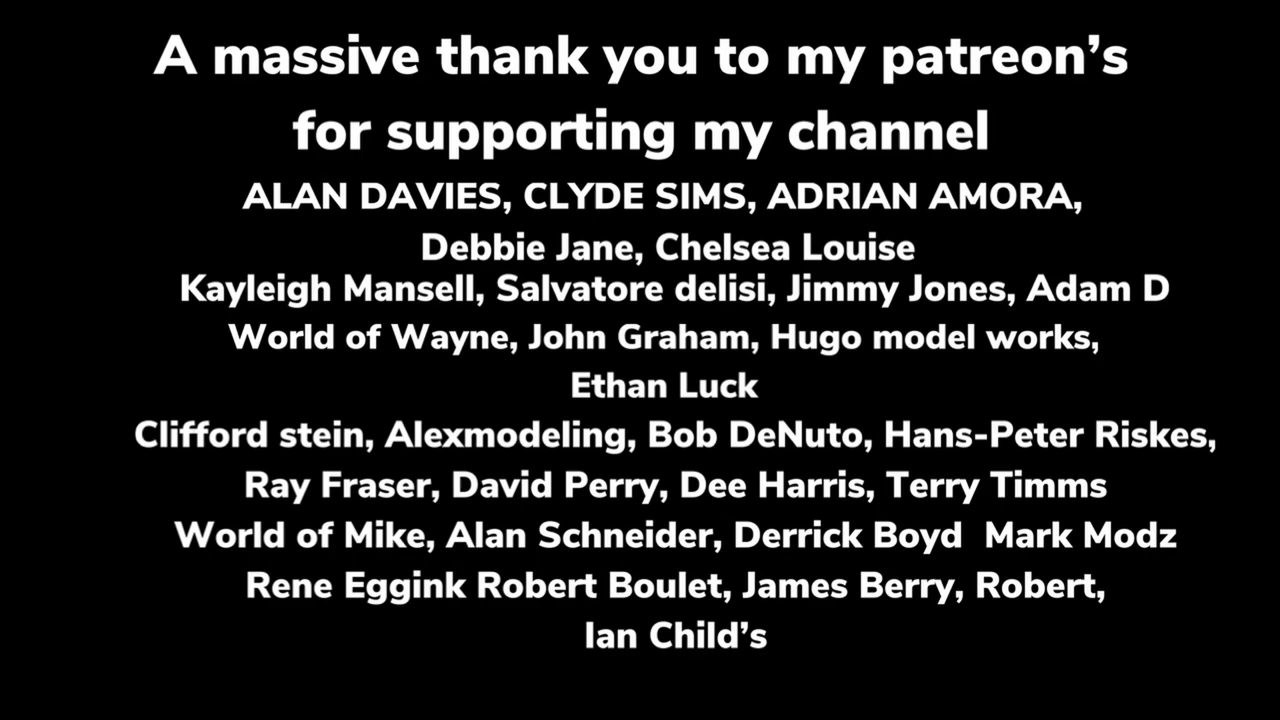 A massive thank you to my patreon’s
for supporting my channel
ALAN DAVIES, CLYDE SIMS, ADRIAN AMORA,
Debbie Jane, Chelsea Louise
Kayleigh Mansell, Salvatore delisi, Jimmy Jones, Adam D
World of Wayne, John Graham, Hugo model works,
Ethan Luck
Clifford stein, Alexmodeling, Bob DeNuto, Hans-Peter Riskes,
Ray Fraser, David Perry, Dee Harris, Terry Timms
World of Mike, Alan Schneider, Derrick Boyd  Mark Modz
Rene Eggink Robert Boulet, James Berry, Robert,
Ian Child’s